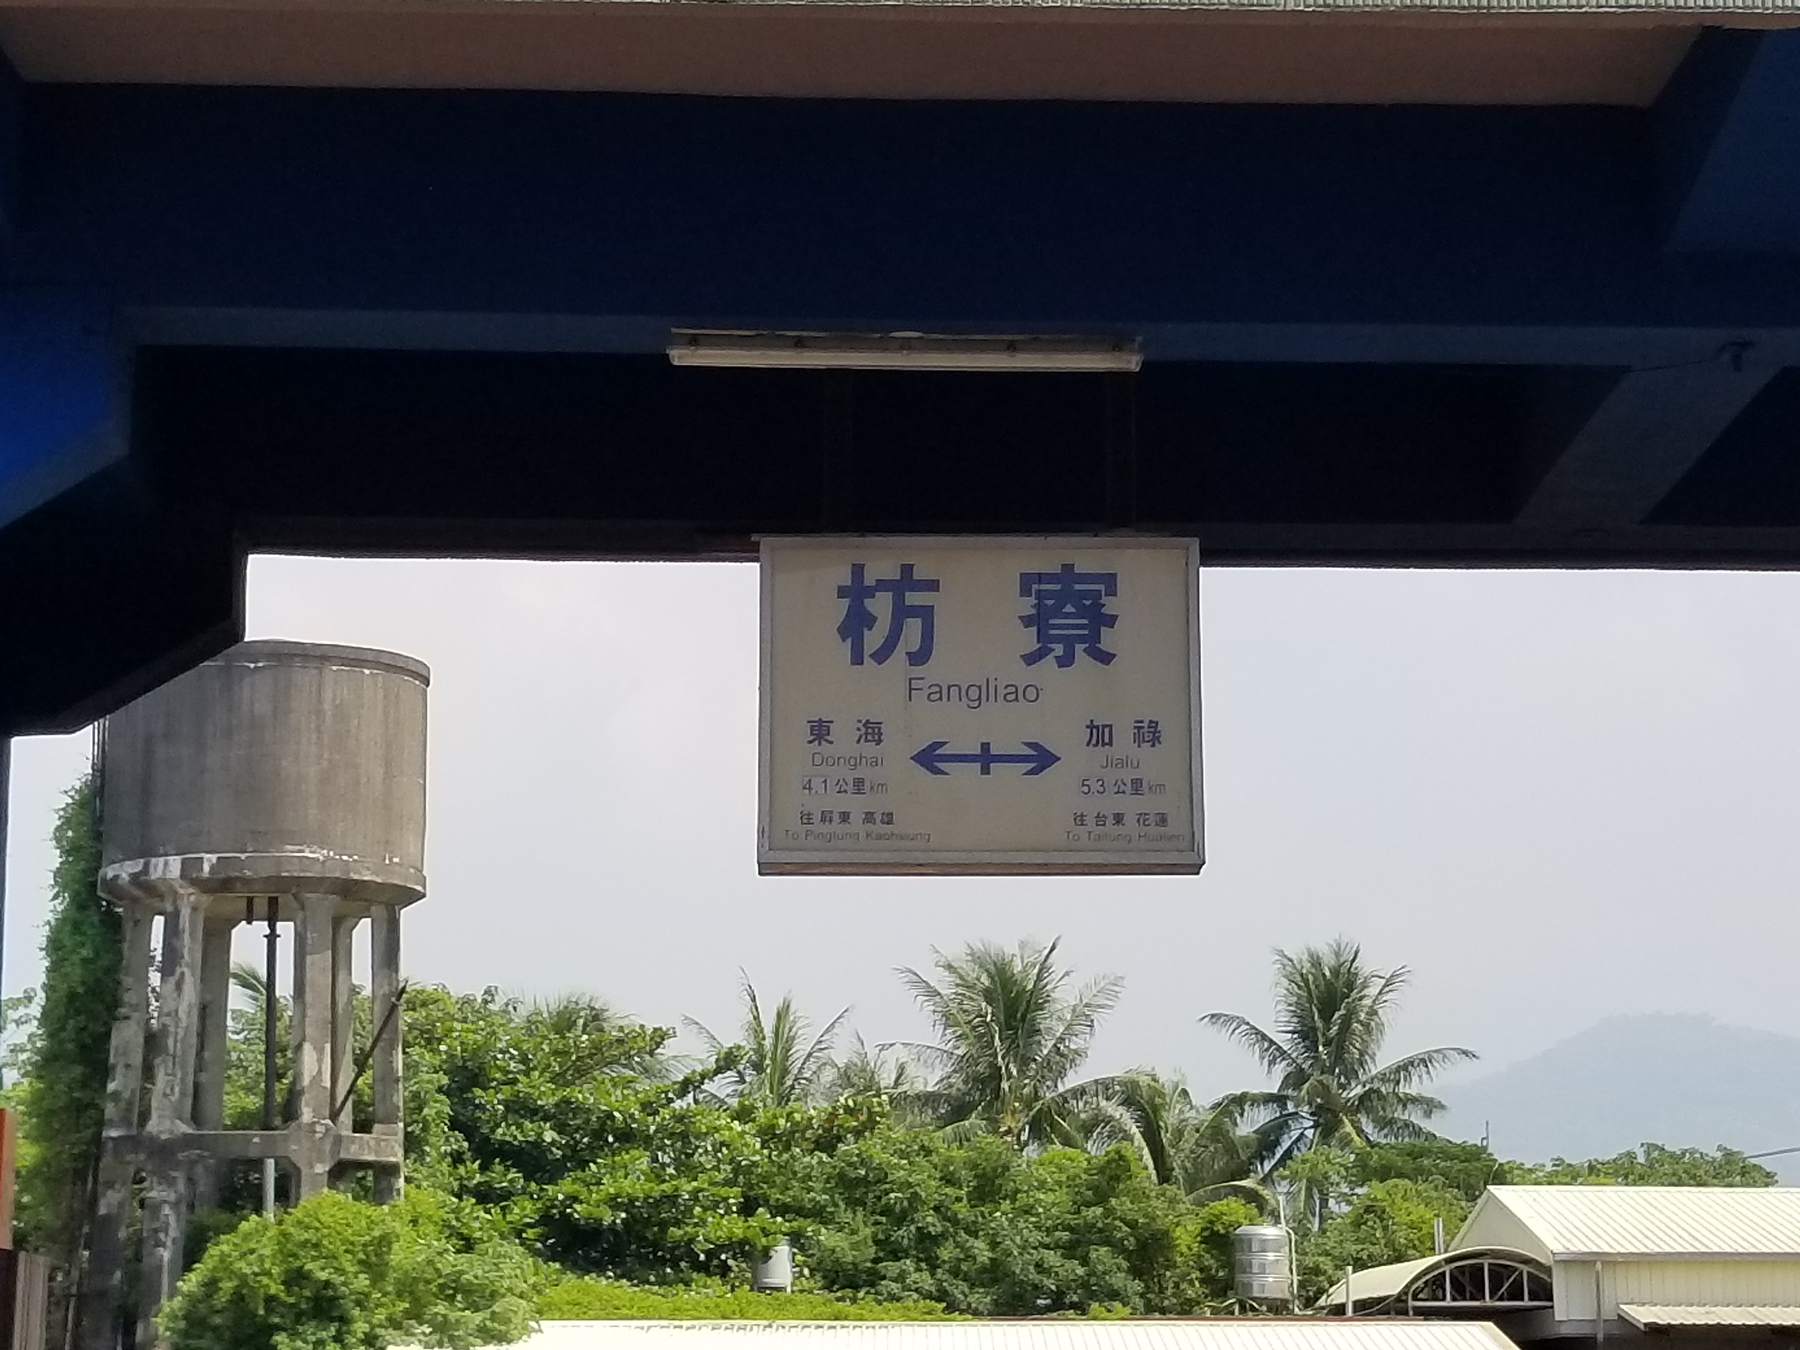 枋寮
Fangliao
東海 加祿
Donghai Jialu
4.1公里km 5.3公里km
往屏東 高雄 往台東 花蓮
To Pingtung Kaohsiung To Taitung Hualien